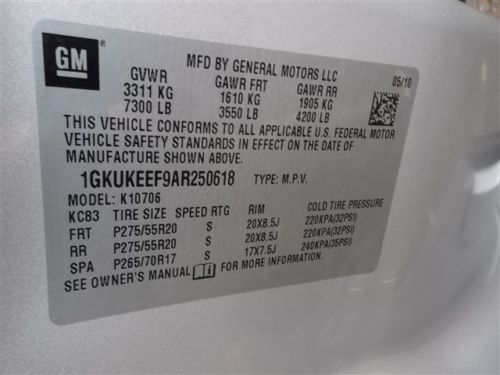 GM
MFD BY GENERAL MOTORS LLC
05/10
GVWR GAWR FRT GAWR RR
3311 KG 1610 KG 1905 KG
7300 LB 3550 LB 4200 LB
THIS VEHICLE CONFORMS TO ALL APPLICABLE U.S. FEDERAL MOTOR
VEHICLE SAFETY STANDARDS IN EFFECT ON THE DATE OF
MANUFACTURE SHOWN ABOVE.
1GKUKEEF9AR250618 TYPE: M.P.V.
MODEL: K10706
KC83 TIRE SIZE SPEED RTG RIM COLD TIRE PRESSURE
FRT P275/55R20 S 20X8.5J 220KPA(32PSI)
RR P275/55R20 S 20X8.5J 220KPA(32PSI)
SPA P265/70R17 S 17X7.5J 240KPA(35PSI)
SEE OWNER'S MANUAL FOR MORE INFORMATION.